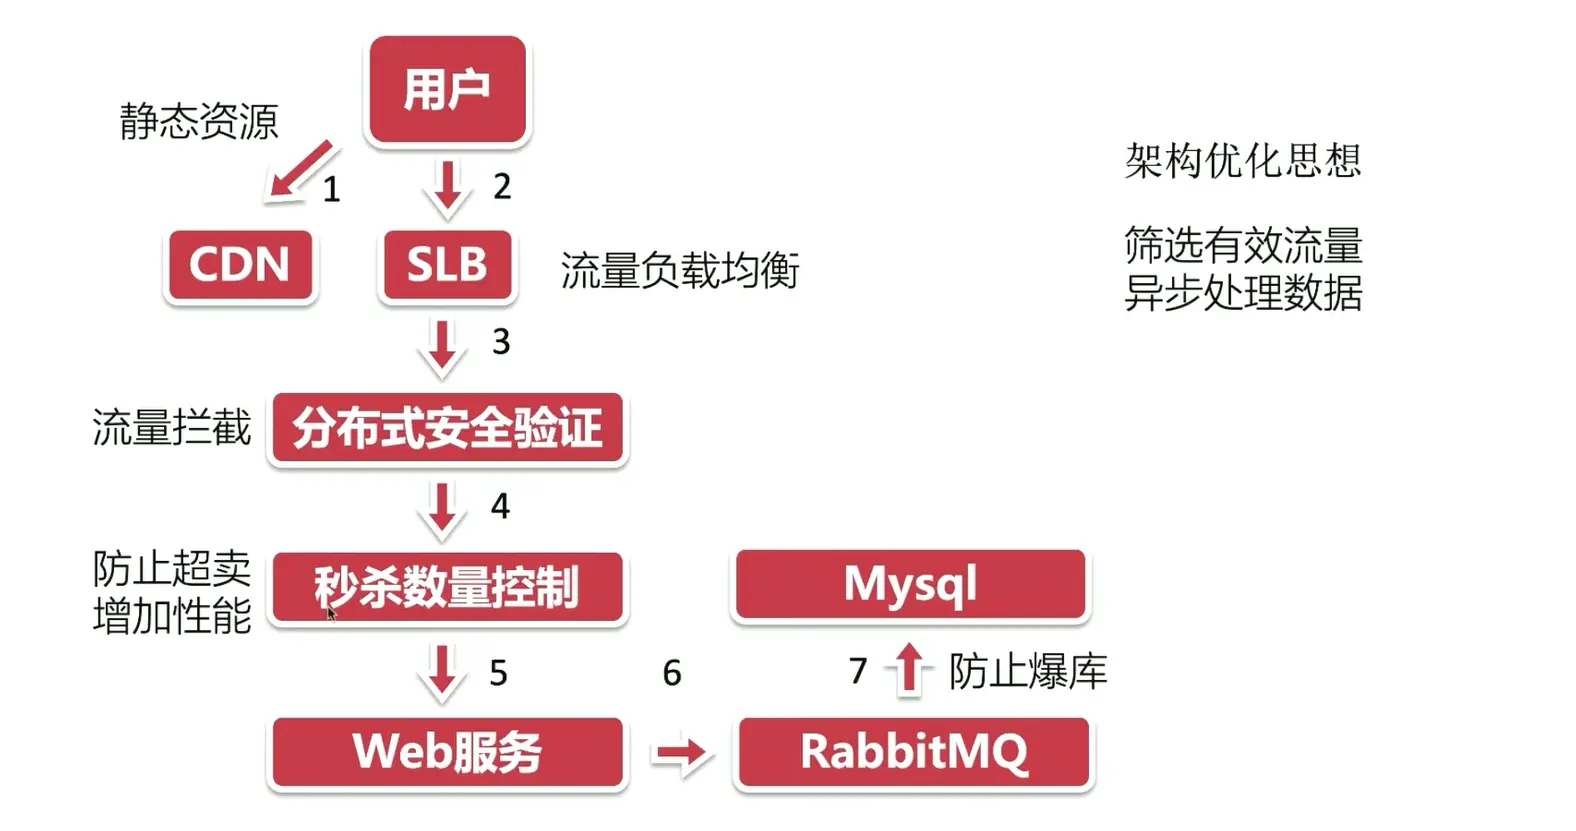 用户
静态资源
1
2
CDN
SLB
流量负载均衡
3
流量拦截
分布式安全验证
4
防止超卖
增加性能
秒杀数量控制
5
Web服务
6
RabbitMQ
7
防止爆库
Mysql
架构优化思想
筛选有效流量
异步处理数据